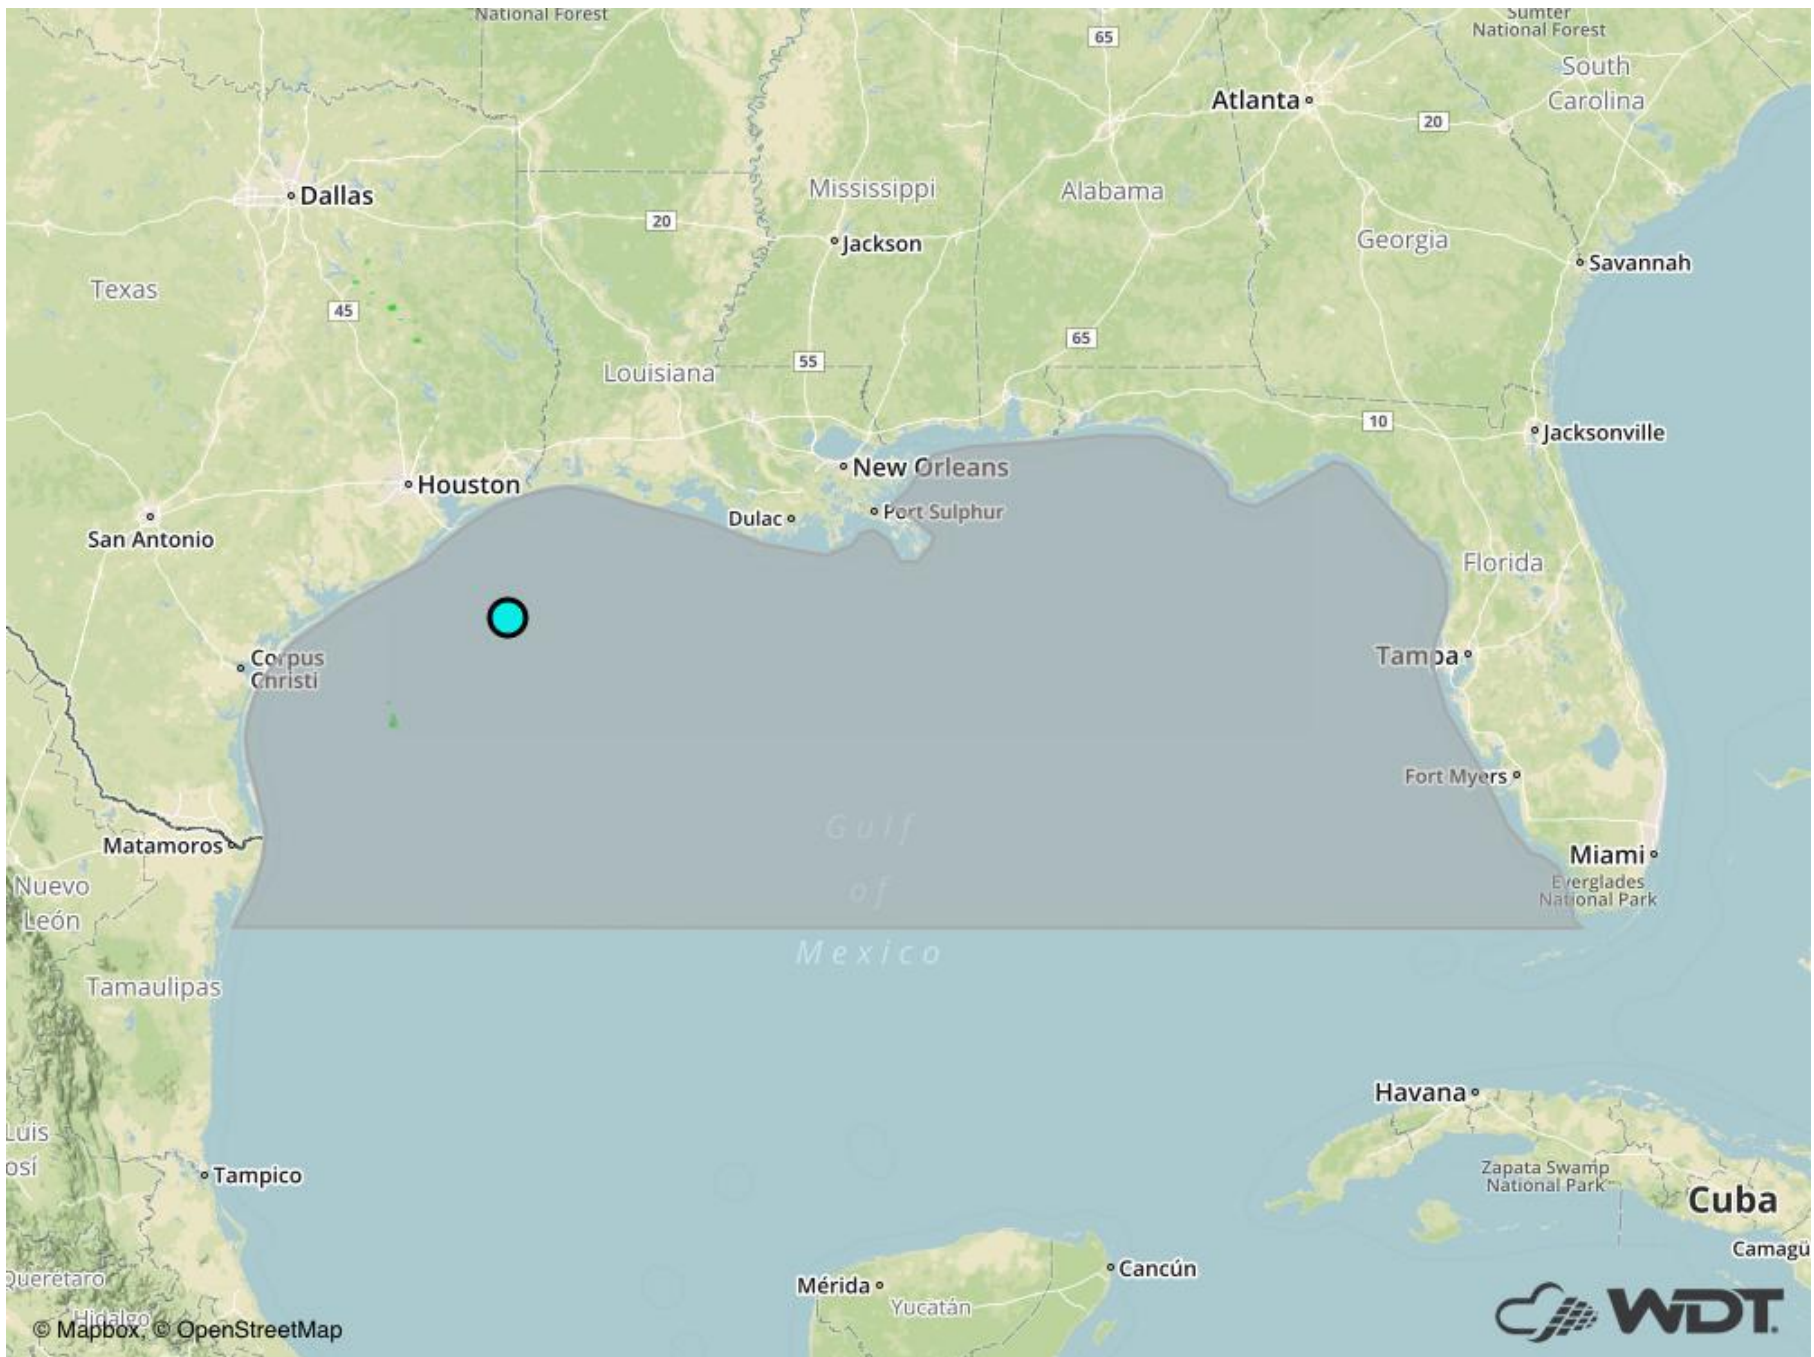 National Forest
65
Sumter
National Forest
South
Carolina
Atlanta
20
Dallas
Mississippi
Alabama
20
Georgia
Jackson
Savannah
Texas
45
65
Louisiana
55
10
Jacksonville
New Orleans
Houston
Dulac
Port Sulphur
San Antonio
Florida
Corpus
Christi
Tampa
Fort Myers
Gulf
of
Mexico
Matamoros
Miami
Everglades
National Park
Nuevo
León
Tamaulipas
Havana
Luis
osí
Zapata Swamp
National Park
Tampico
Cuba
Camagü
Cancún
Mérida
Yucatán
Querétaro
Hidalgo
© Mapbox, © OpenStreetMap
WDT